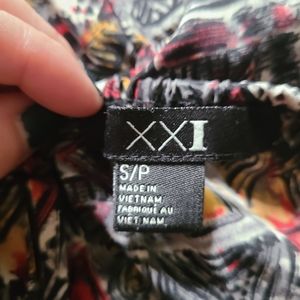 XXI
S/P
MADE IN
VIETNAM
FABRIQUÉ AU
VIET NAM